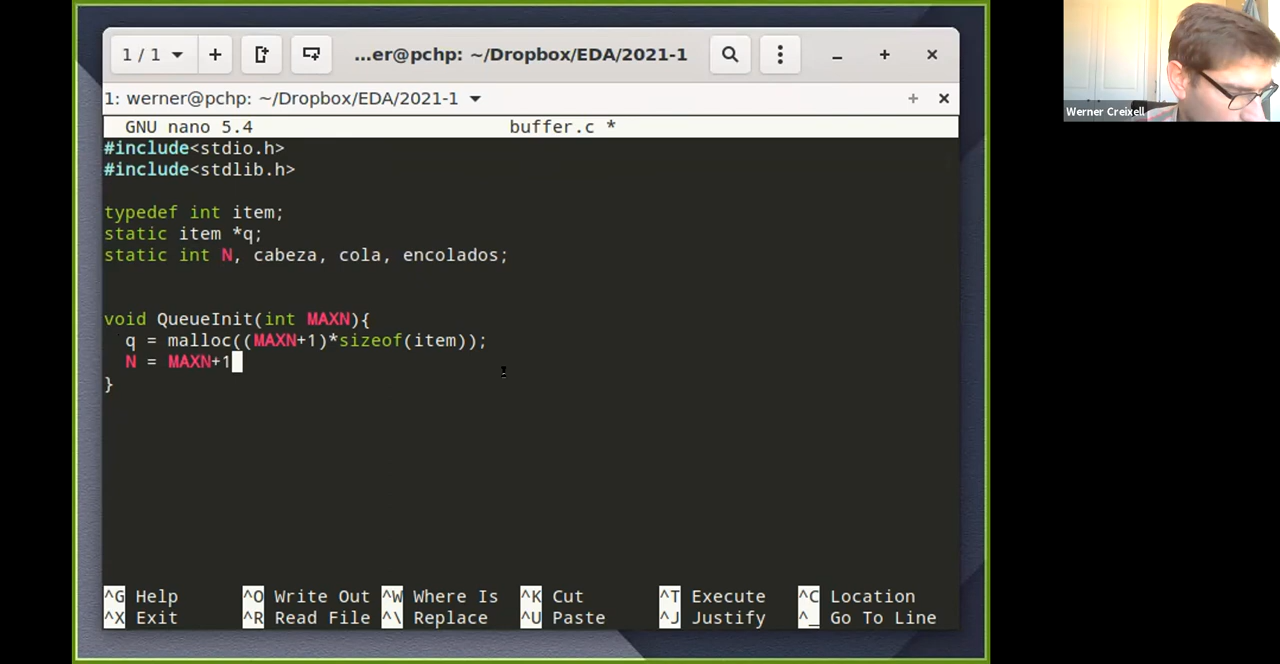 1 / 1
...er@pchp: ~/Dropbox/EDA/2021-1
1: werner@pchp: ~/Dropbox/EDA/2021-1
GNU nano 5.4 buffer.c *
#include<stdio.h>
#include<stdlib.h>
typedef int item;
static item *q;
static int N, cabeza, cola, encolados;
void QueueInit(int MAXN){
q = malloc((MAXN+1)*sizeof(item));
N = MAXN+1
}
^G Help ^O Write Out ^W Where Is ^K Cut ^T Execute ^C Location
^X Exit ^R Read File ^\ Replace ^U Paste ^J Justify ^_ Go To Line
Werner Creixell